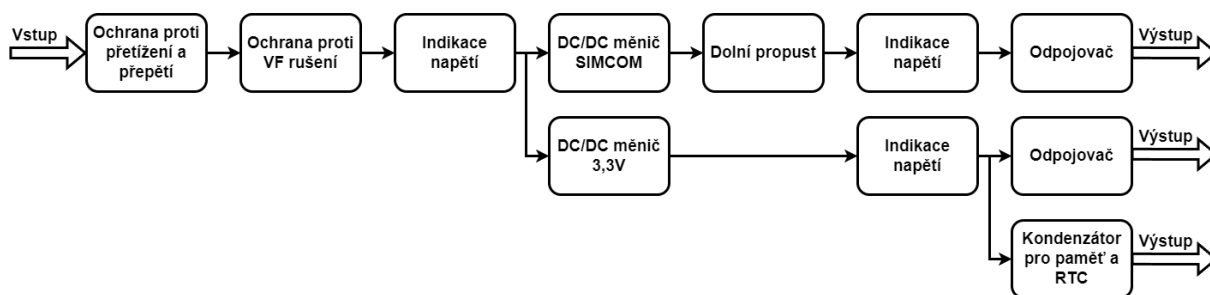 Vstup
Ochrana proti
přetížení a
přepětí
Ochrana proti
VF rušení
Indikace
napětí
DC/DC měnič
SIMCOM
Dolní propust
Indikace
napětí
Odpojovač
Výstup
DC/DC měnič
3,3V
Indikace
napětí
Odpojovač
Výstup
Kondenzátor
pro paměť a
RTC
Výstup